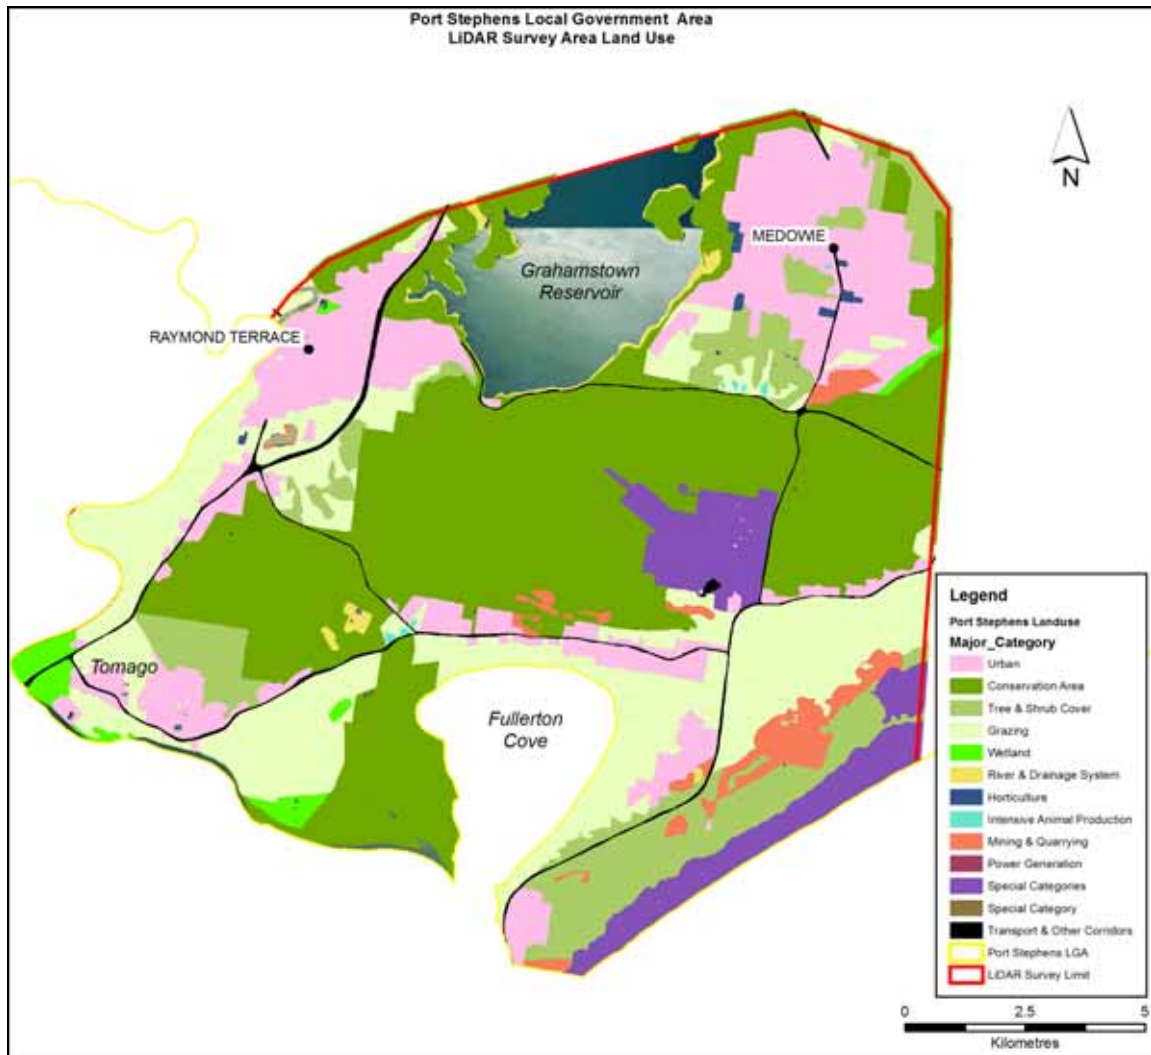 Port Stephens Local Government Area
LiDAR Survey Area Land Use
N
MEDOWIE
Grahamstown
Reservoir
RAYMOND TERRACE
Tomago
Fullerton
Cove
Legend
Port Stephens Landuse
Major_Category
Urban
Conservation Area
Tree & Shrub Cover
Grazing
Wetland
River & Drainage System
Horticulture
Intensive Animal Production
Mining & Quarrying
Power Generation
Special Categories
Special Category
Transport & Other Corridors
Port Stephens LGA
LiDAR Survey Limit
0 2.5 5
Kilometres